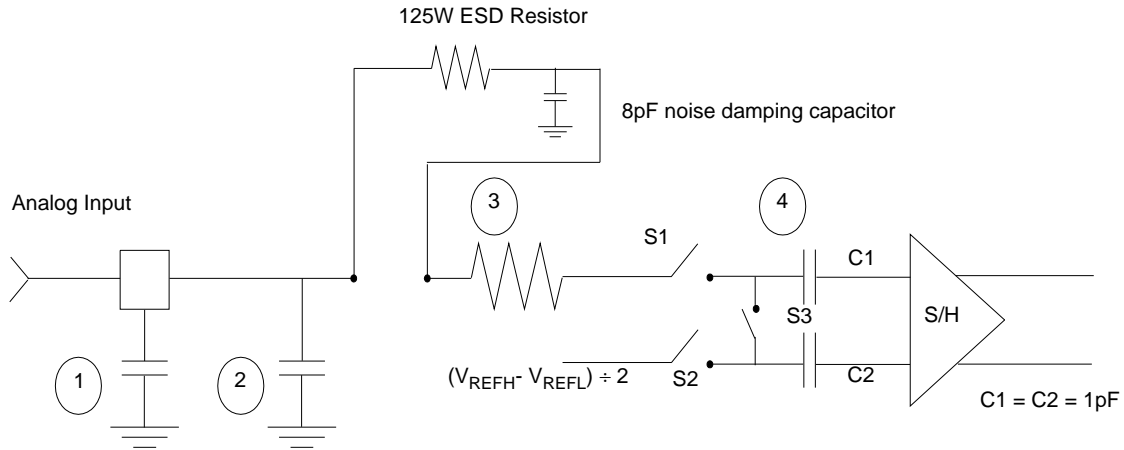 125W ESD Resistor
8pF noise damping capacitor
Analog Input
3
4
S1
C1
S3
S/H
1
2
(VREFH- VREFL) ÷ 2
S2
C2
C1 = C2 = 1pF